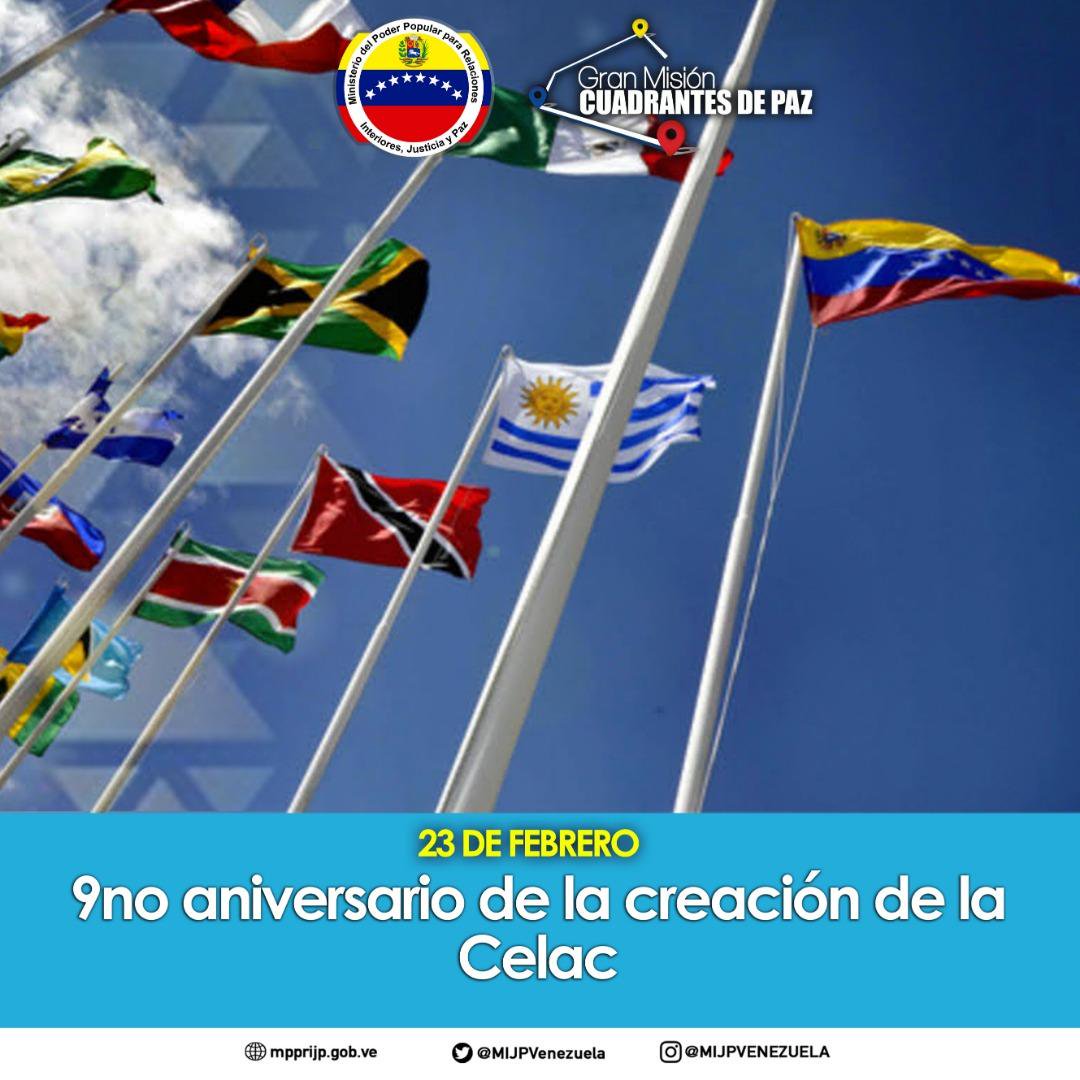 Ministerio del Poder Popular para Relaciones
Interiores, Justicia y Paz
Gran Misión
CUADRANTES DE PAZ
23 DE FEBRERO
9no aniversario de la creación de la
Celac
mpprijp.gob.ve @MIJPVenezuela @MIJPVENEZUELA